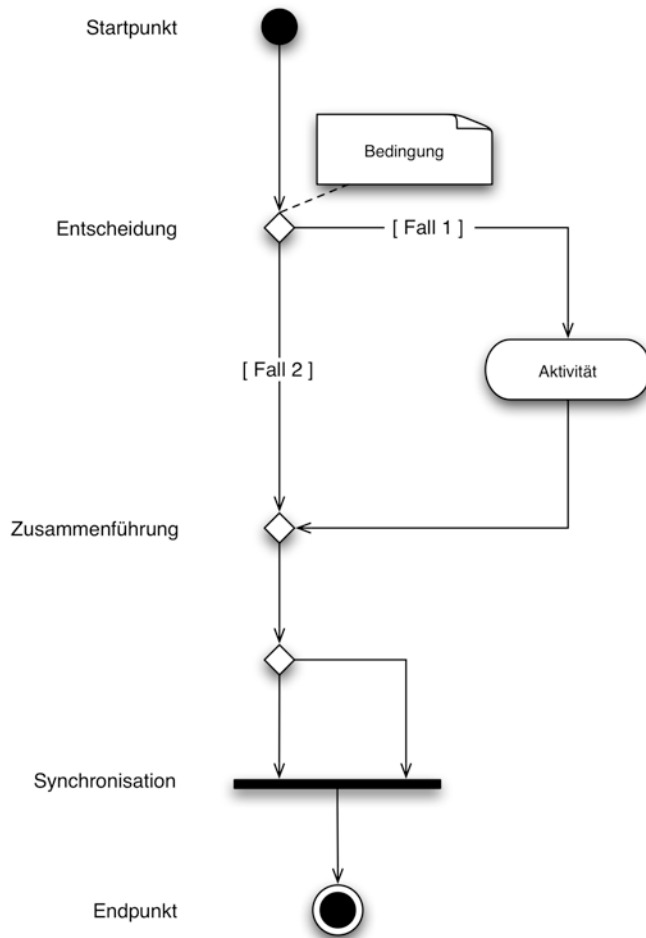 Startpunkt
Bedingung
Entscheidung
[ Fall 1 ]
[ Fall 2 ]
Aktivität
Zusammenführung
Synchronisation
Endpunkt